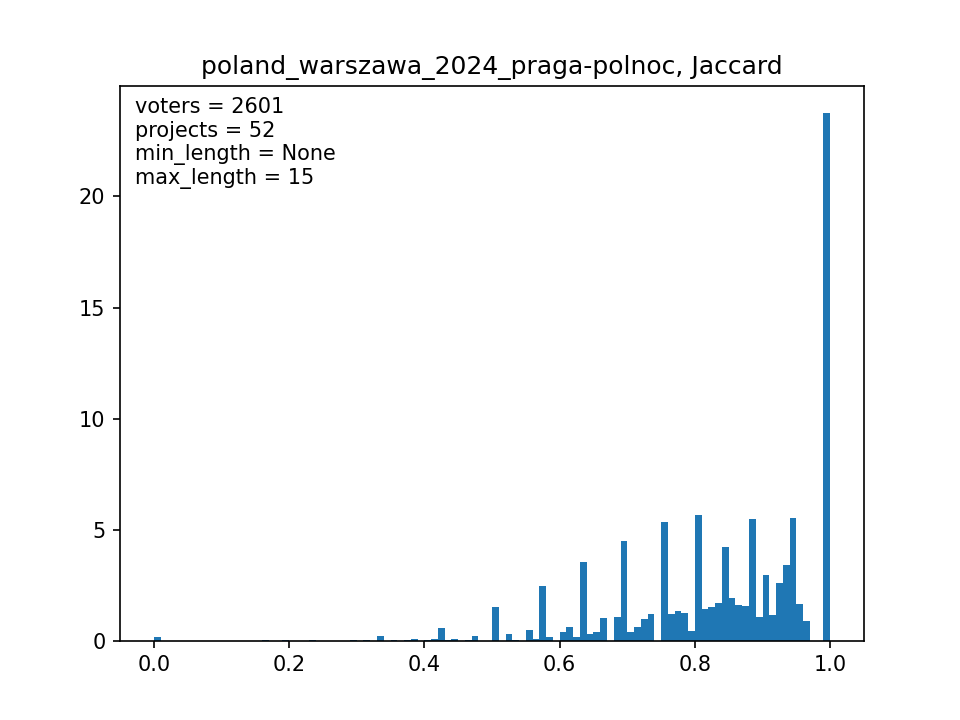 poland_warszawa_2024_praga-polnoc, Jaccard
voters = 2601
projects = 52
min_length = None
max_length = 15
20
15
10
5
0
0.0 0.2 0.4 0.6 0.8 1.0